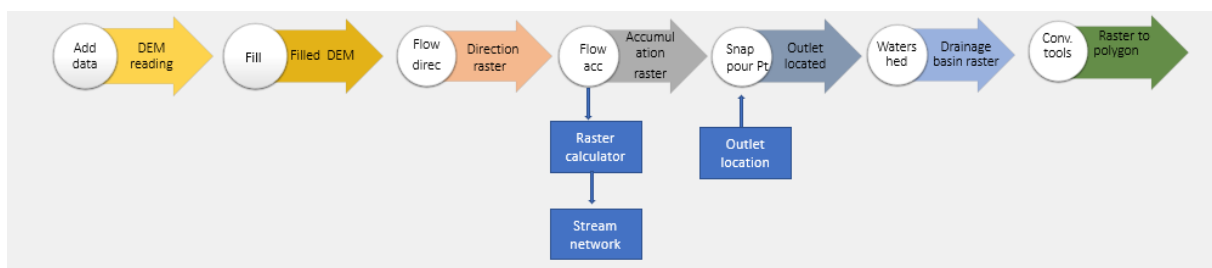 Add
data
DEM
reading
Fill
Filled DEM
Flow
direc
Direction
raster
Flow
acc
Accumul
ation
raster
Snap
pour Pt
Outlet
located
Waters
hed
Drainage
basin raster
Conv.
tools
Raster to
polygon
Raster
calculator
Outlet
location
Stream
network